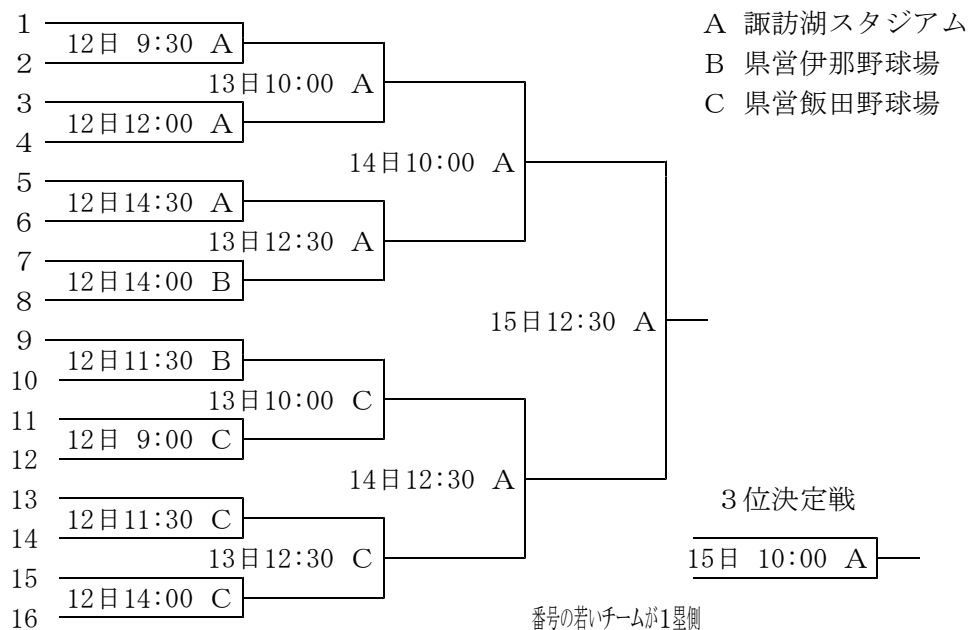 1
12日 9:30 A
2
13日10:00 A
3
12日12:00 A
4
14日10:00 A
5
12日14:30 A
6
13日12:30 A
7
12日14:00 B
8
15日12:30 A
9
12日11:30 B
10
13日10:00 C
11
12日 9:00 C
12
14日12:30 A
13
12日11:30 C
14
13日12:30 C
15
12日14:00 C
16
A 諏訪湖スタジアム
B 県営伊那野球場
C 県営飯田野球場
３位決定戦
15日 10:00 A
番号の若いチームが1塁側